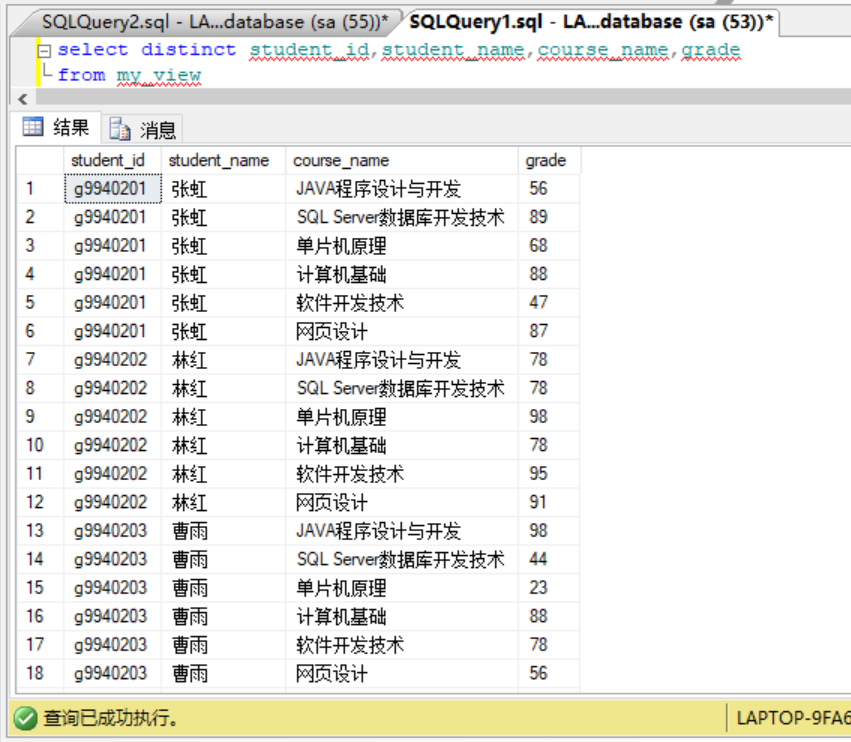 SQLQuery2.sql - LA...database (sa (55))* SQLQuery1.sql - LA...database (sa (53))*
select distinct student_id,student_name,course_name,grade
from my_view
结果 消息
student_id student_name course_name grade
1 g9940201 张虹 JAVA程序设计与开发 56
2 g9940201 张虹 SQL Server数据库开发技术 89
3 g9940201 张虹 单片机原理 68
4 g9940201 张虹 计算机基础 88
5 g9940201 张虹 软件开发技术 47
6 g9940201 张虹 网页设计 87
7 g9940202 林红 JAVA程序设计与开发 78
8 g9940202 林红 SQL Server数据库开发技术 78
9 g9940202 林红 单片机原理 98
10 g9940202 林红 计算机基础 78
11 g9940202 林红 软件开发技术 95
12 g9940202 林红 网页设计 91
13 g9940203 曹雨 JAVA程序设计与开发 98
14 g9940203 曹雨 SQL Server数据库开发技术 44
15 g9940203 曹雨 单片机原理 23
16 g9940203 曹雨 计算机基础 88
17 g9940203 曹雨 软件开发技术 78
18 g9940203 曹雨 网页设计 56
查询已成功执行。 LAPTOP-9FA6